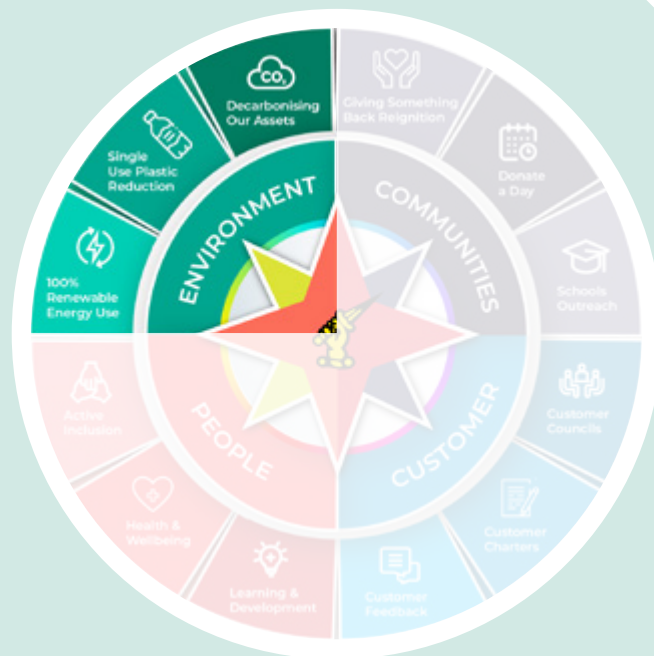 CO₂
Decarbonising
Our Assets
Single
Use Plastic
Reduction
100%
Renewable
Energy Use
ENVIRONMENT
Giving Something
Back Reignition
Donate
a Day
Schools
Outreach
COMMUNITIES
Customer
Councils
Customer
Charters
Customer
Feedback
CUSTOMER
Learning &
Development
Health &
Wellbeing
Active
Inclusion
PEOPLE